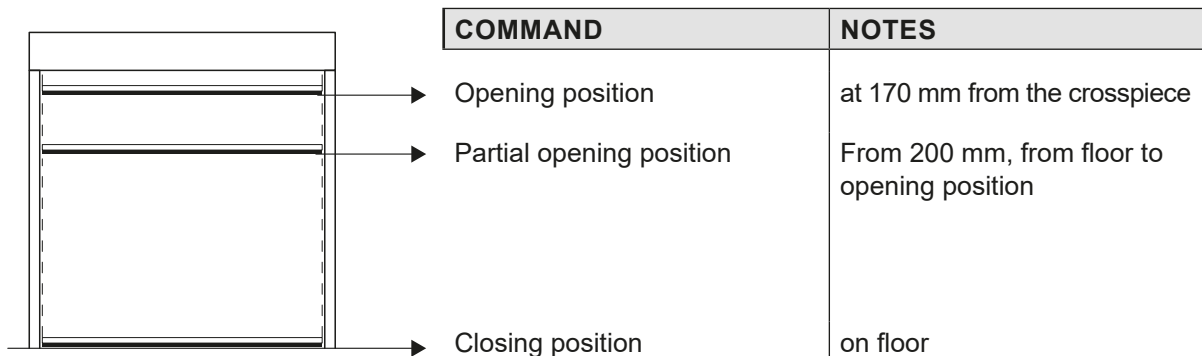 COMMAND NOTES
Opening position at 170 mm from the crosspiece
Partial opening position From 200 mm, from floor to
opening position
Closing position on floor